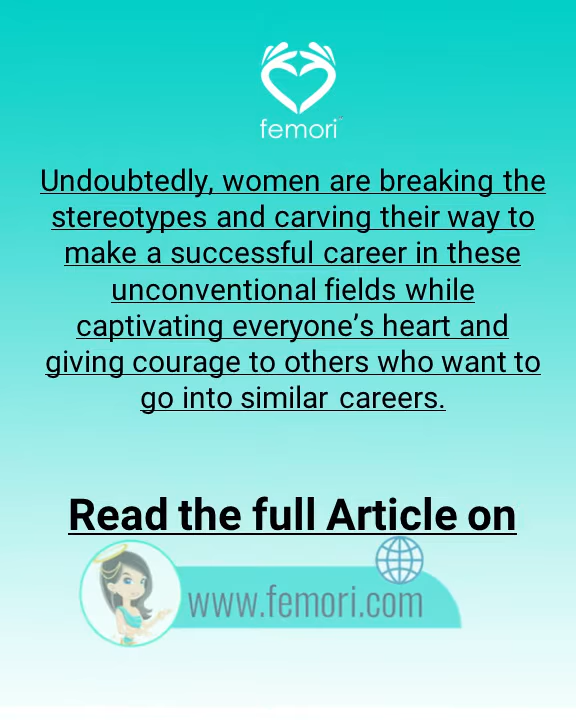 femori
Undoubtedly, women are breaking the
stereotypes and carving their way to
make a successful career in these
unconventional fields while
captivating everyone’s heart and
giving courage to others who want to
go into similar careers.
Read the full Article on
www.femori.com